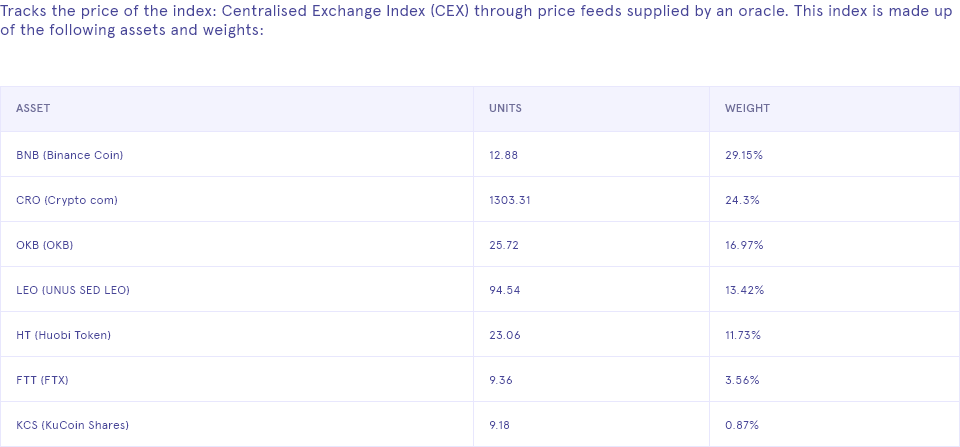 Tracks the price of the index: Centralised Exchange Index (CEX) through price feeds supplied by an oracle. This index is made up
of the following assets and weights:
ASSET UNITS WEIGHT
BNB (Binance Coin) 12.88 29.15%
CRO (Crypto com) 1303.31 24.3%
OKB (OKB) 25.72 16.97%
LEO (UNUS SED LEO) 94.54 13.42%
HT (Huobi Token) 23.06 11.73%
FTT (FTX) 9.36 3.56%
KCS (KuCoin Shares) 9.18 0.87%